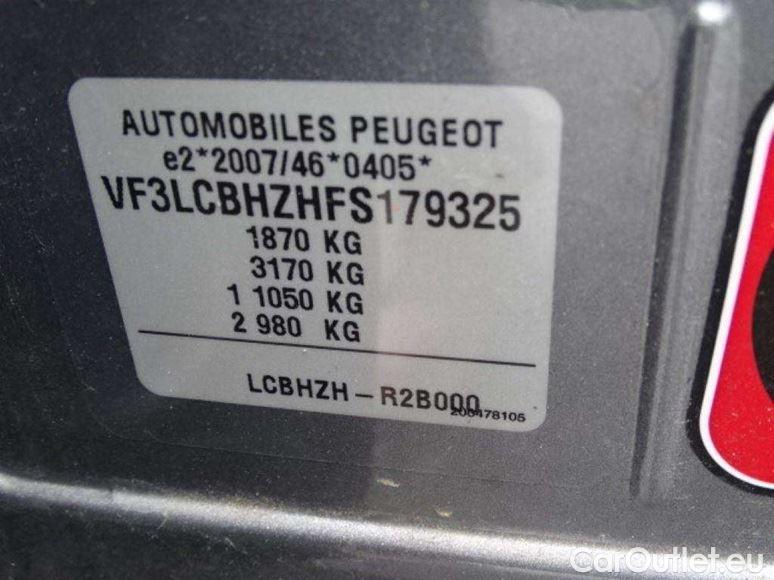 AUTOMOBILES PEUGEOT
e2*2007/46*0405*
VF3LCBHZHFS179325
1870 KG
3170 KG
1 1050 KG
2 980 KG
LCBHZH – R2B000
200478105
CarOutlet.eu